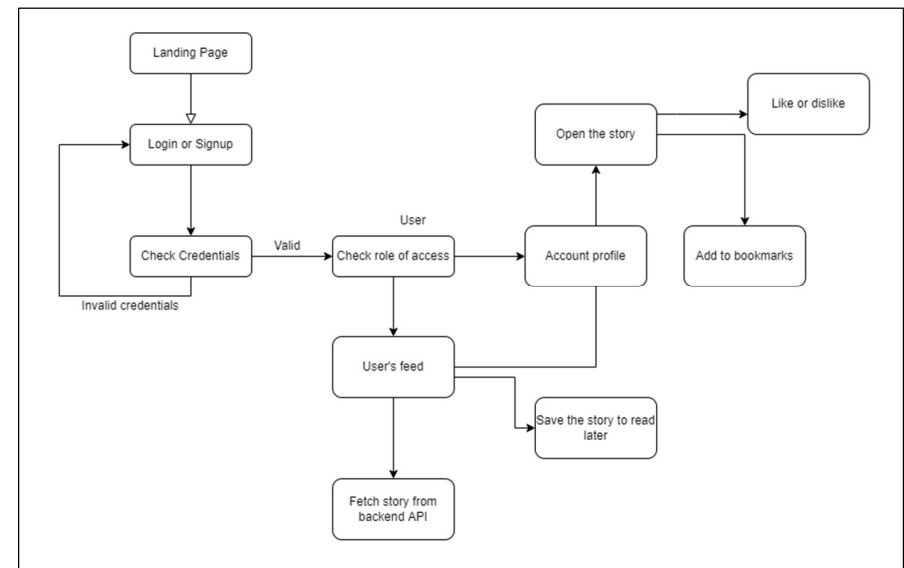 Landing Page
Like or dislike
Open the story
Login or Signup
User
Valid
Check Credentials
Check role of access
Account profile
Add to bookmarks
Invalid credentials
User's feed
Save the story to read
later
Fetch story from
backend API